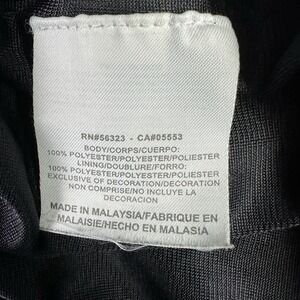 RN#56323 - CA#05553
BODY/CORPS/CUERPO:
100% POLYESTER/POLYESTER/POLIESTER
LINING/DOUBLURE/FORRO:
100% POLYESTER/POLYESTER/POLIESTER
EXCLUSIVE OF DECORATION/DECORATION
NON COMPRISE/NO INCLUYE LA
DECORACION
MADE IN MALAYSIA/FABRIQUE EN
MALAISIE/HECHO EN MALASIA